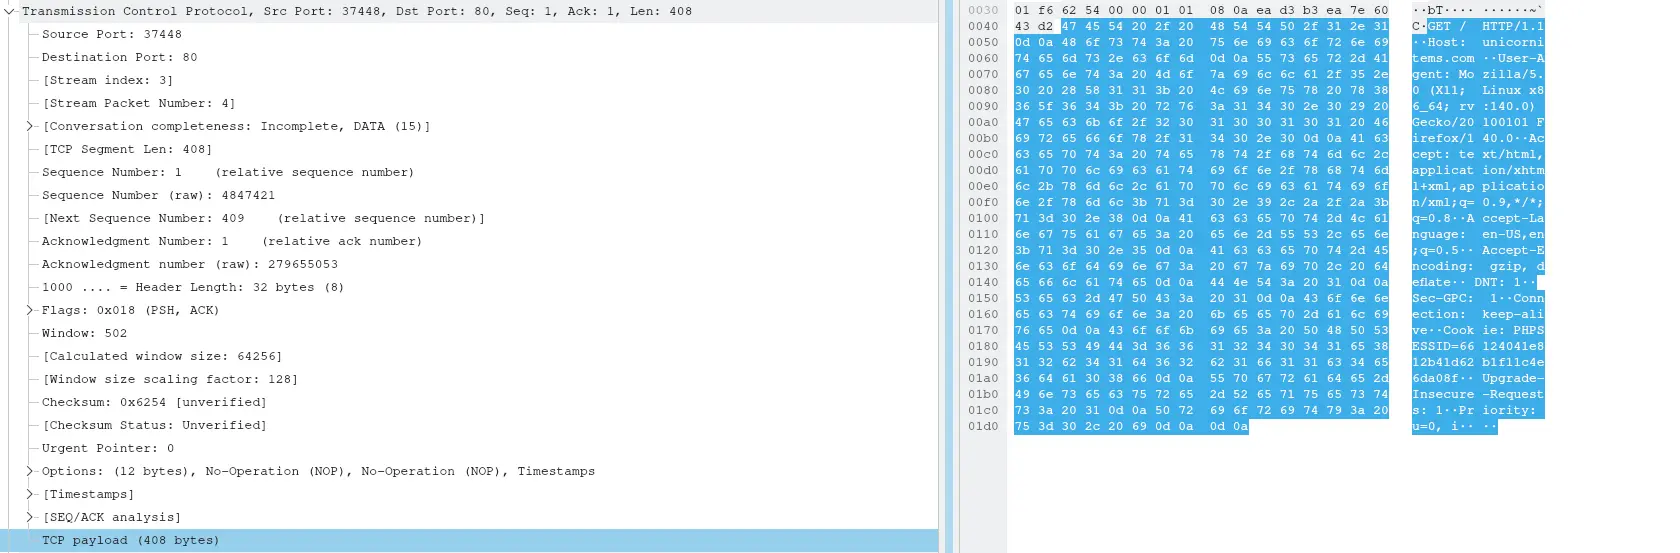 Transmission Control Protocol, Src Port: 37448, Dst Port: 80, Seq: 1, Ack: 1, Len: 408
Source Port: 37448
Destination Port: 80
[Stream index: 3]
[Stream Packet Number: 4]
[Conversation completeness: Incomplete, DATA (15)]
[TCP Segment Len: 408]
Sequence Number: 1    (relative sequence number)
Sequence Number (raw): 4847421
[Next Sequence Number: 409    (relative sequence number)]
Acknowledgment Number: 1    (relative ack number)
Acknowledgment number (raw): 279655053
1000 .... = Header Length: 32 bytes (8)
Flags: 0x018 (PSH, ACK)
Window: 502
[Calculated window size: 64256]
[Window size scaling factor: 128]
Checksum: 0x6254 [unverified]
[Checksum Status: Unverified]
Urgent Pointer: 0
Options: (12 bytes), No-Operation (NOP), No-Operation (NOP), Timestamps
[Timestamps]
[SEQ/ACK analysis]
TCP payload (408 bytes)
0030 01 f6 62 54 00 00 01 01 08 0a ea d3 b3 ea 7e 60 ··bT···· ······~`
0040 43 d2 47 45 54 20 2f 20 48 54 54 50 2f 31 2e 31 C·GET / HTTP/1.1
0050 0d 0a 48 6f 73 74 3a 20 75 6e 69 63 6f 72 6e 69 ··Host: unicorni
0060 74 65 6d 73 2e 63 6f 6d 0d 0a 55 73 65 72 2d 41 tems.com ··User-A
0070 67 65 6e 74 3a 20 4d 6f 7a 69 6c 6c 61 2f 35 2e gent: Mo zilla/5.
0080 30 20 28 58 31 31 3b 20 4c 69 6e 75 78 20 78 38 0 (X11; Linux x8
0090 36 5f 36 34 3b 20 72 76 3a 31 34 30 2e 30 29 20 6_64; rv :140.0)
00a0 47 65 63 6b 6f 2f 32 30 31 30 30 31 30 31 20 46 Gecko/20 100101 F
00b0 69 72 65 66 6f 78 2f 31 34 30 2e 30 0d 0a 41 63 irefox/1 40.0··Ac
00c0 63 65 70 74 3a 20 74 65 78 74 2f 68 74 6d 6c 2c cept: te xt/html,
00d0 61 70 70 6c 69 63 61 74 69 6f 6e 2f 78 68 74 6d applicat ion/xhtm
00e0 6c 2b 78 6d 6c 2c 61 70 70 6c 69 63 61 74 69 6f l+xml,ap plicatio
00f0 6e 2f 78 6d 6c 3b 71 3d 30 2e 39 2c 2a 2f 2a 3b n/xml;q= 0.9,*/*;
0100 71 3d 30 2e 38 0d 0a 41 63 63 65 70 74 2d 4c 61 q=0.8··A ccept-La
0110 6e 67 75 61 67 65 3a 20 65 6e 2d 55 53 2c 65 6e nguage: en-US,en
0120 3b 71 3d 30 2e 35 0d 0a 41 63 63 65 70 74 2d 45 ;q=0.5·· Accept-E
0130 6e 63 6f 64 69 6e 67 3a 20 67 7a 69 70 2c 20 64 ncoding: gzip, d
0140 65 66 6c 61 74 65 0d 0a 44 4e 54 3a 20 31 0d 0a eflate·· DNT: 1··
0150 53 65 63 2d 47 50 43 3a 20 31 0d 0a 43 6f 6e 6e Sec-GPC: 1··Conn
0160 65 63 74 69 6f 6e 3a 20 6b 65 65 70 2d 61 6c 69 ection: keep-ali
0170 76 65 0d 0a 43 6f 6f 6b 69 65 3a 20 50 48 50 53 ve··Cook ie: PHPS
0180 45 53 53 49 44 3d 36 36 31 32 34 30 34 31 65 38 ESSID=66 124041e8
0190 31 32 62 34 31 64 36 32 62 31 66 31 31 63 34 65 12b41d62 b1f11c4e
01a0 36 64 61 30 38 66 0d 0a 55 70 67 72 61 64 65 2d 6da08f·· Upgrade-
01b0 49 6e 73 65 63 75 72 65 2d 52 65 71 75 65 73 74 Insecure -Request
01c0 73 3a 20 31 0d 0a 50 72 69 6f 72 69 74 79 3a 20 s: 1··Pr iority:
01d0 75 3d 30 2c 20 69 0d 0a 0d 0a u=0, i·· ··